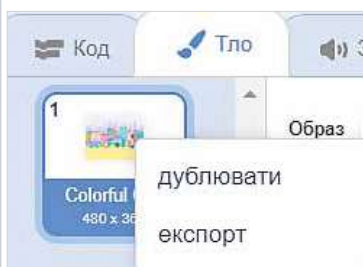 Код
Тло
З
1
Образ
Colorful
480 x 36
дублювати
експорт